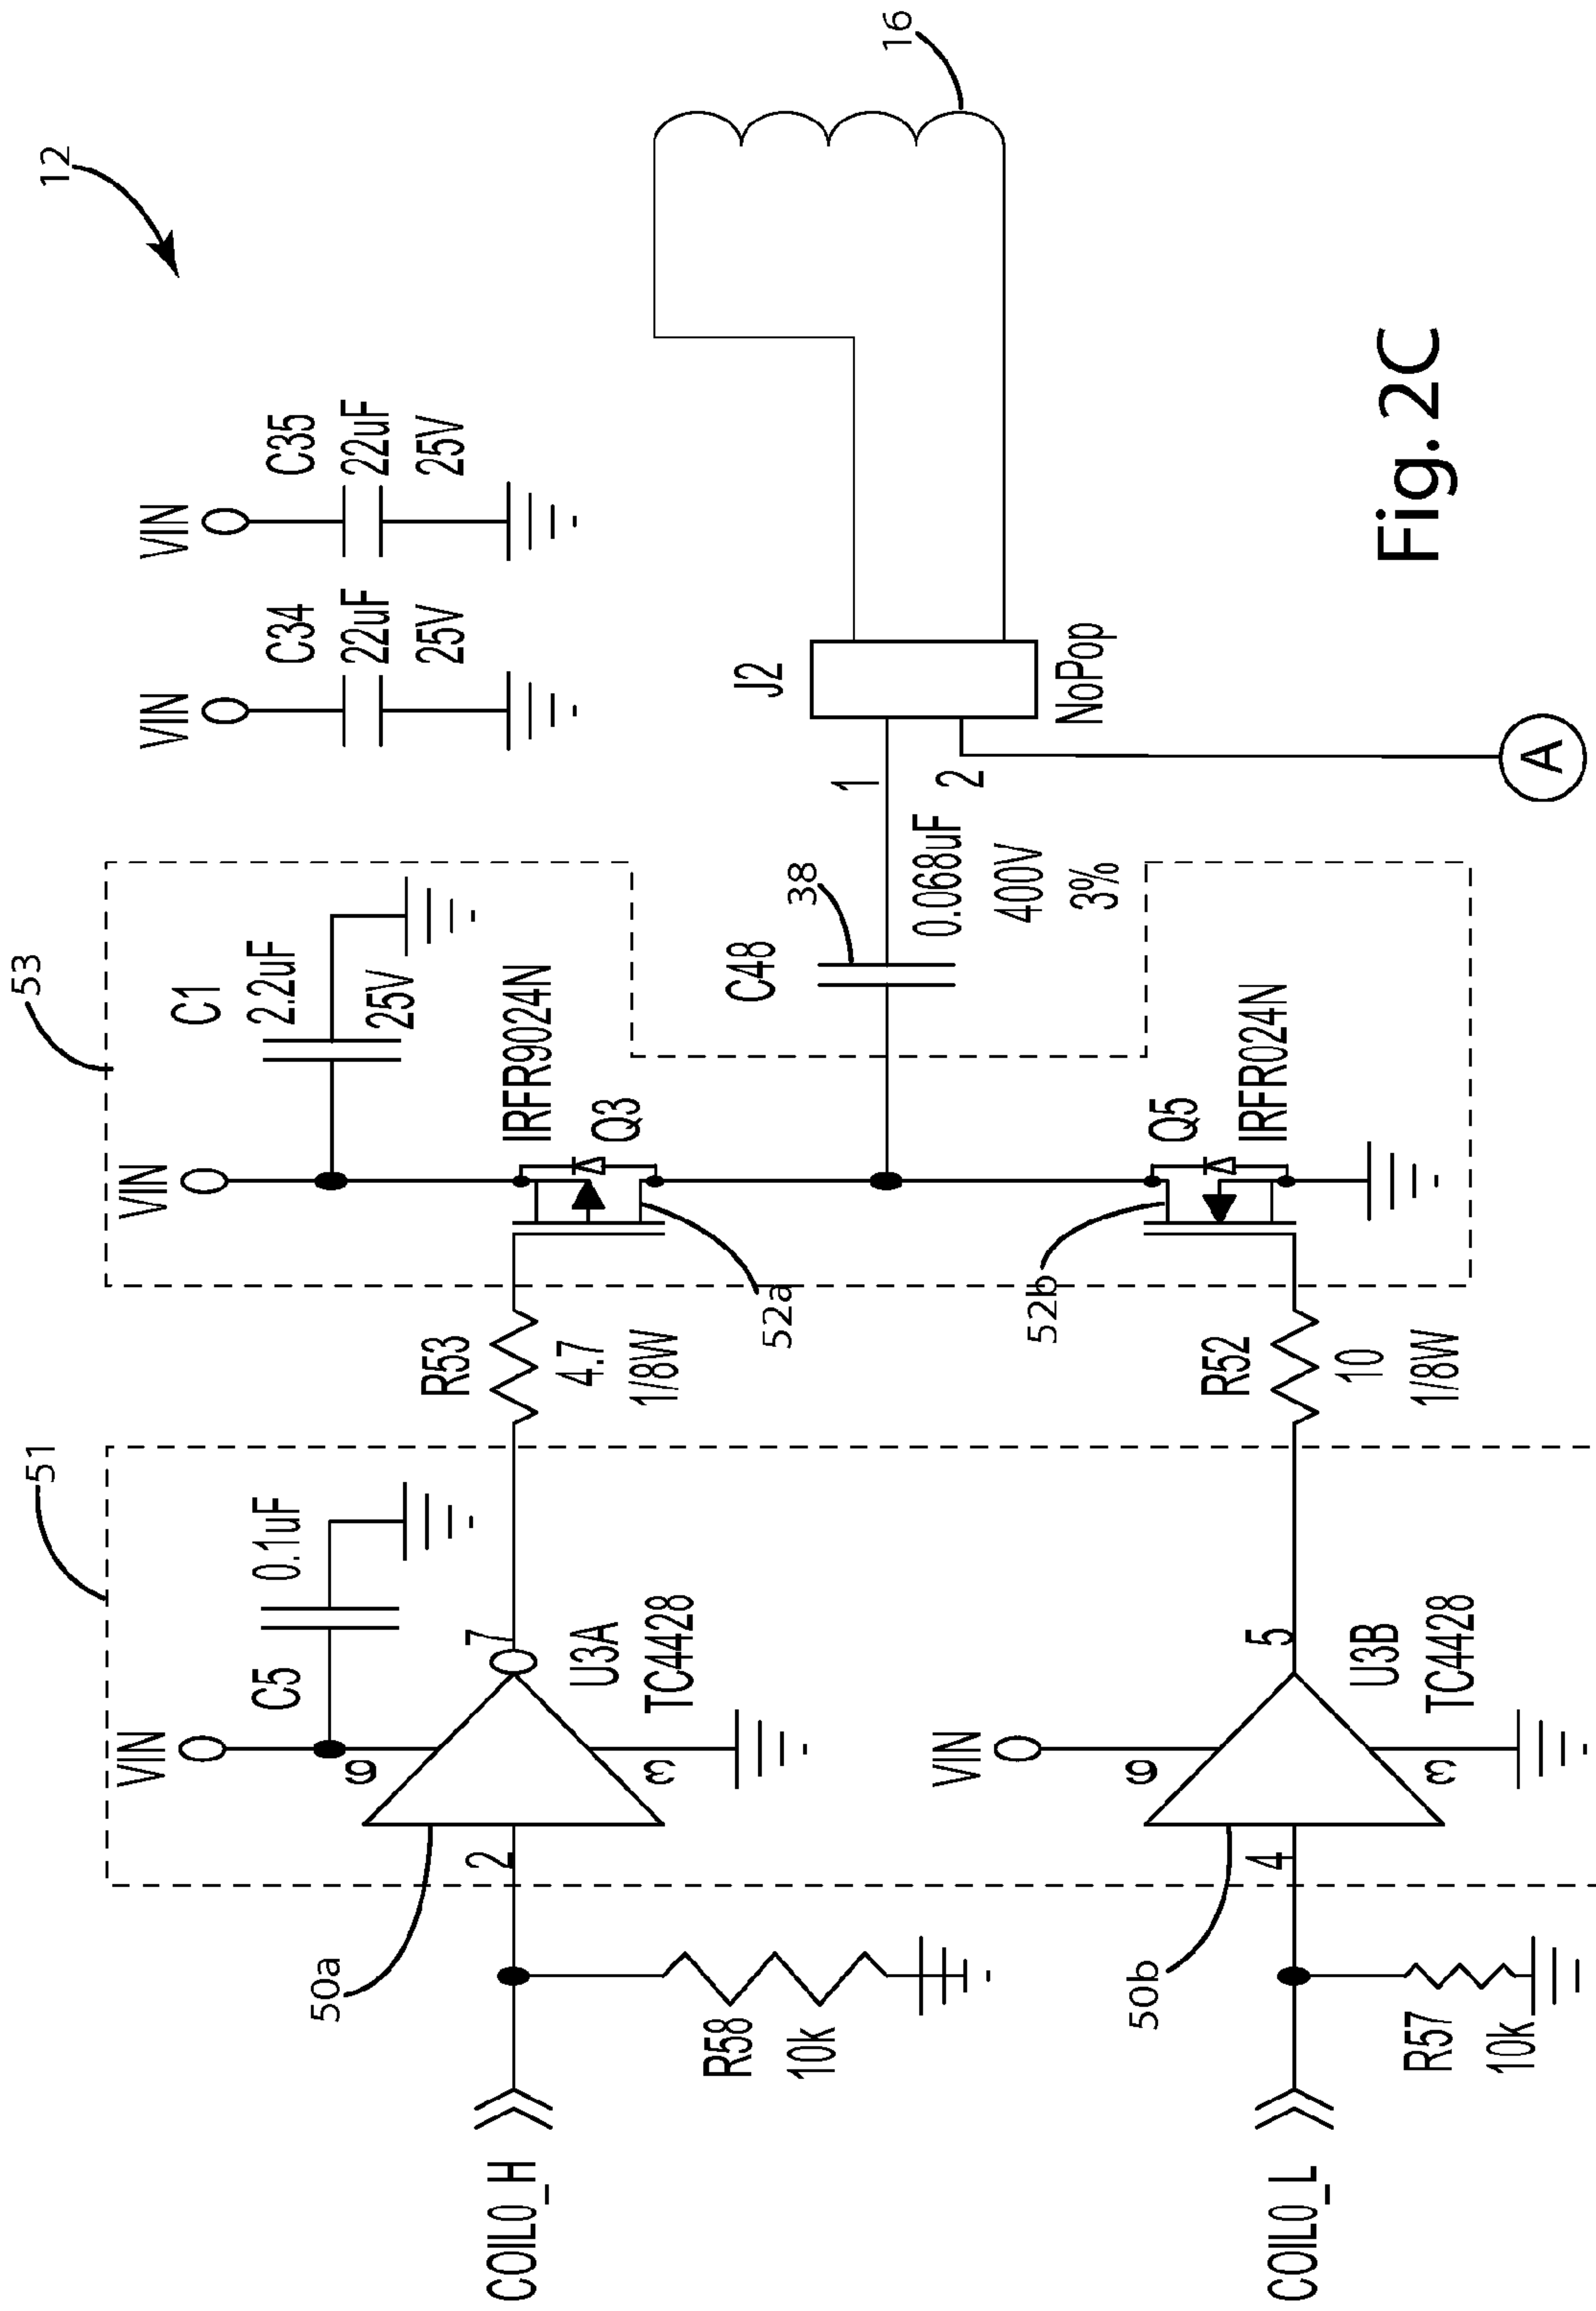 12
53
51
VIN
C5
0.1uF
6
50a
2
7
3
U3A
TC4428
COIL0_H
R58
10k
R53
4.7
1/8W
VIN
C1
2.2uF
25V
IRFR9024N
Q3
52a
VIN
C34
22uF
25V
VIN
C35
22uF
25V
C48
38
0.068uF
400V
3%
1
2
J2
NoPop
16
VIN
6
50b
4
5
3
U3B
TC4428
COIL0_L
R57
10k
R52
10
1/8W
52b
Q5
IRFR024N
A
Fig. 2C